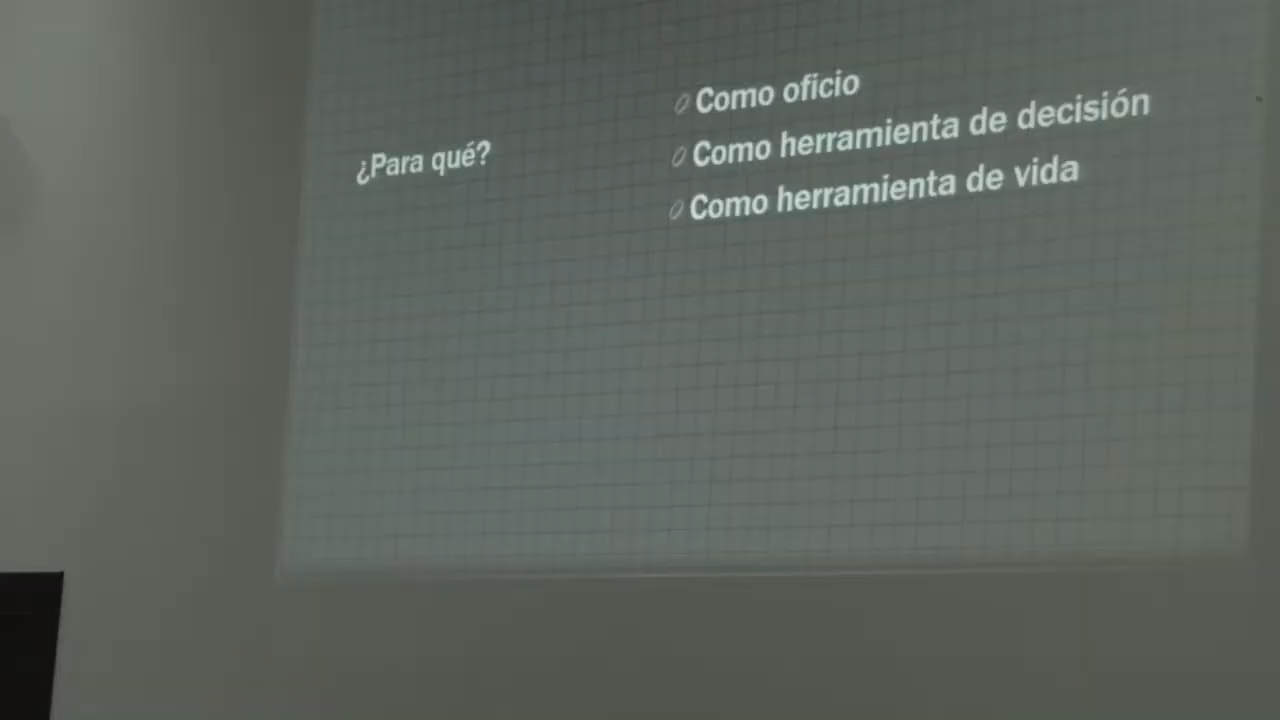 ¿Para qué?
Como oficio
Como herramienta de decisión
Como herramienta de vida